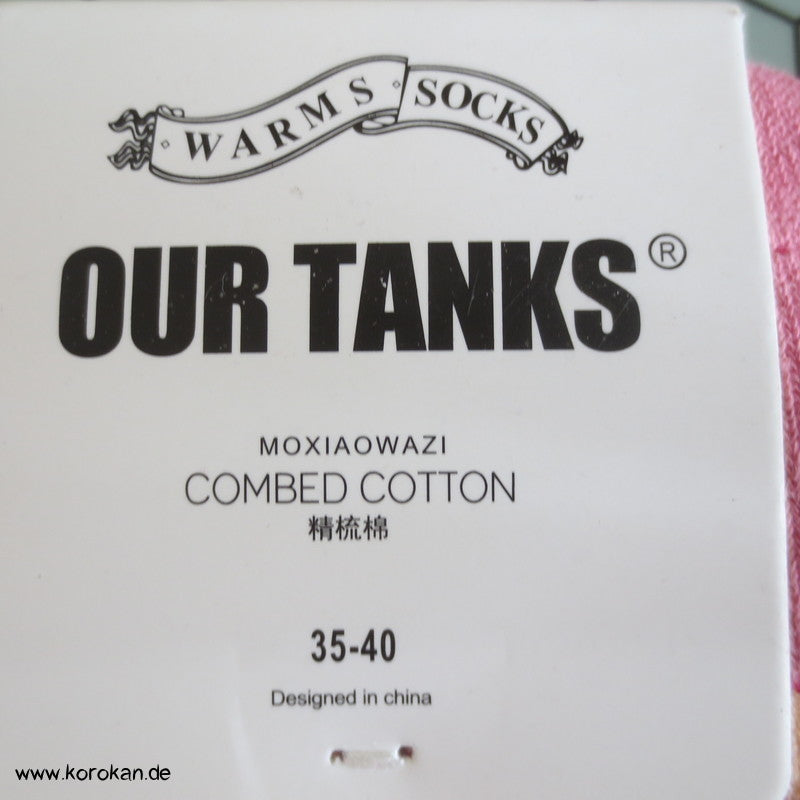 WARMS SOCKS
OUR TANKS®
MOXIAOWAZI
COMBED COTTON
精梳棉
35-40
Designed in china
www.korokan.de